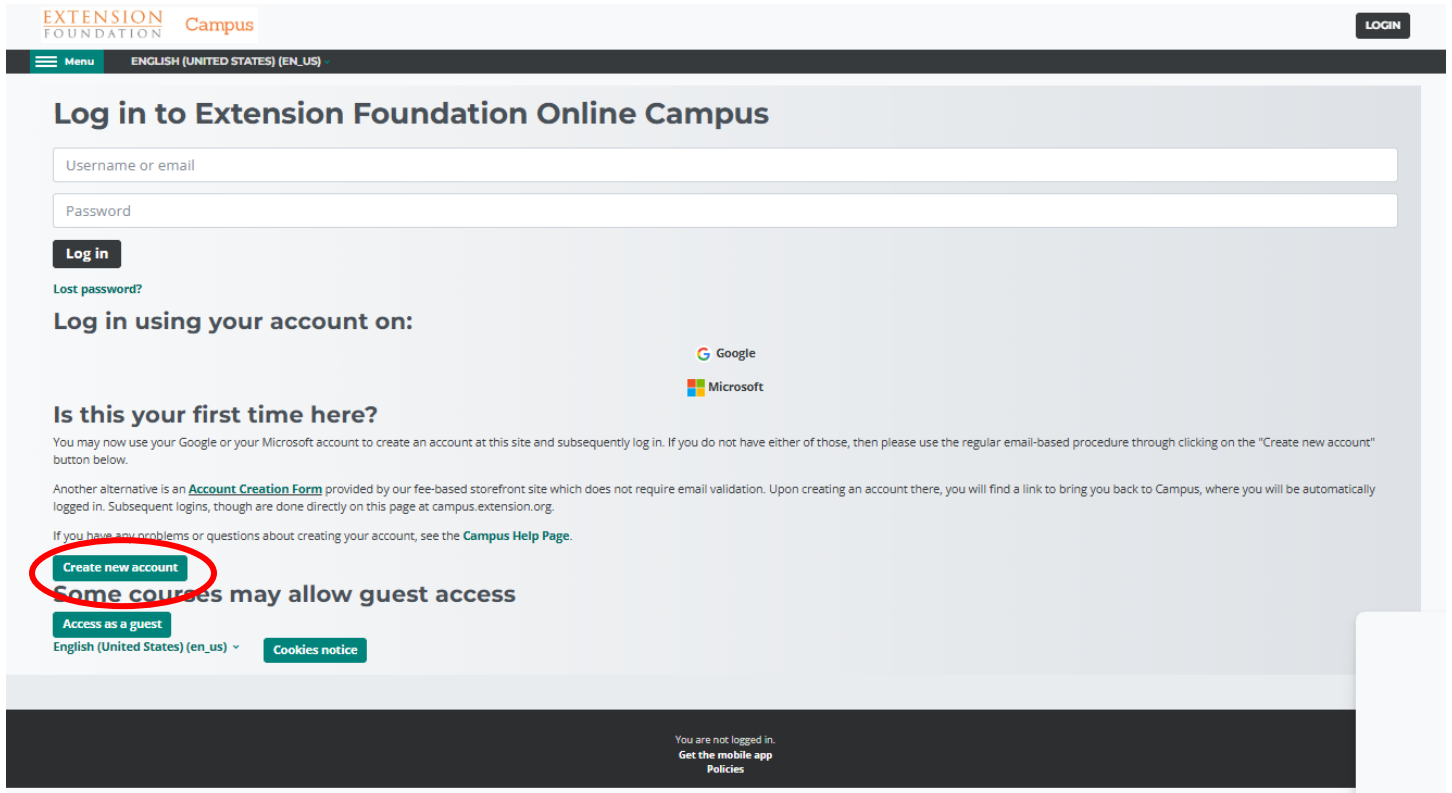 EXTENSION
FOUNDATION
Campus
LOGIN
Menu
ENGLISH (UNITED STATES) (EN_US)
Log in to Extension Foundation Online Campus
Username or email
Password
Log in
Lost password?
Log in using your account on:
Google
Microsoft
Is this your first time here?
You may now use your Google or your Microsoft account to create an account at this site and subsequently log in. If you do not have either of those, then please use the regular email-based procedure through clicking on the "Create new account"
button below.
Another alternative is an Account Creation Form provided by our fee-based storefront site which does not require email validation. Upon creating an account there, you will find a link to bring you back to Campus, where you will be automatically
logged in. Subsequent logins, though are done directly on this page at campus.extension.org.
If you have any problems or questions about creating your account, see the Campus Help Page.
Create new account
Some courses may allow guest access
Access as a guest
English (United States) (en_us)
Cookies notice
You are not logged in.
Get the mobile app
Policies